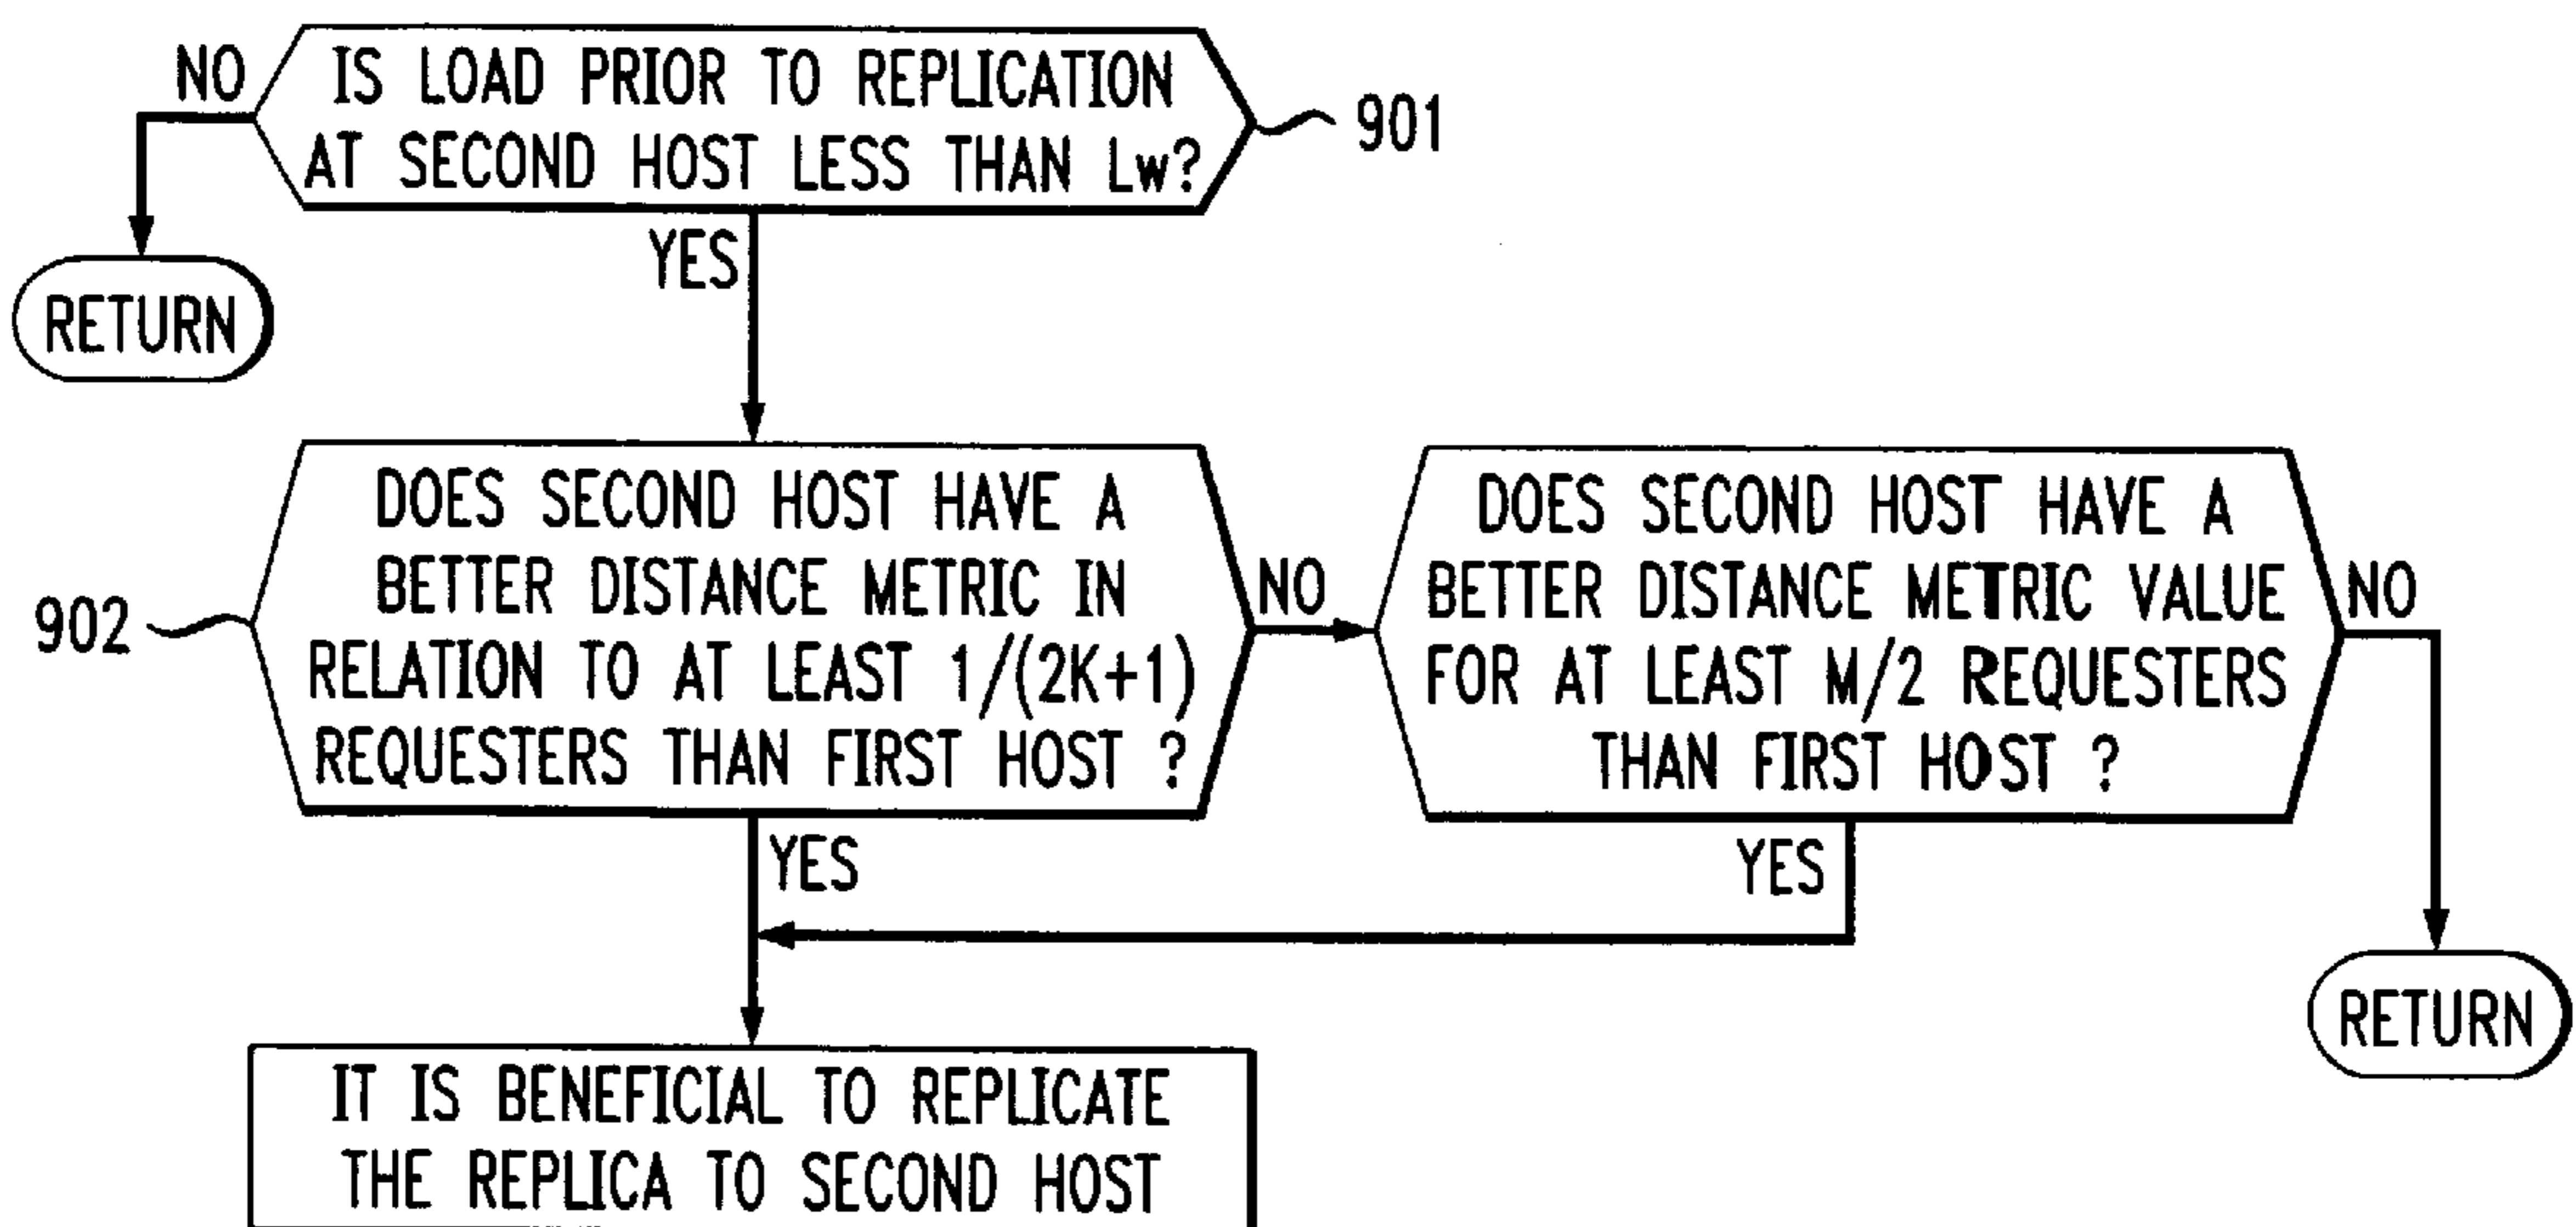 NO
IS LOAD PRIOR TO REPLICATION
AT SECOND HOST LESS THAN Lw?
901
YES
RETURN
902
DOES SECOND HOST HAVE A
BETTER DISTANCE METRIC IN
RELATION TO AT LEAST 1/(2K+1)
REQUESTERS THAN FIRST HOST ?
NO
DOES SECOND HOST HAVE A
BETTER DISTANCE METRIC VALUE
FOR AT LEAST M/2 REQUESTERS
THAN FIRST HOST ?
NO
YES
YES
RETURN
IT IS BENEFICIAL TO REPLICATE
THE REPLICA TO SECOND HOST